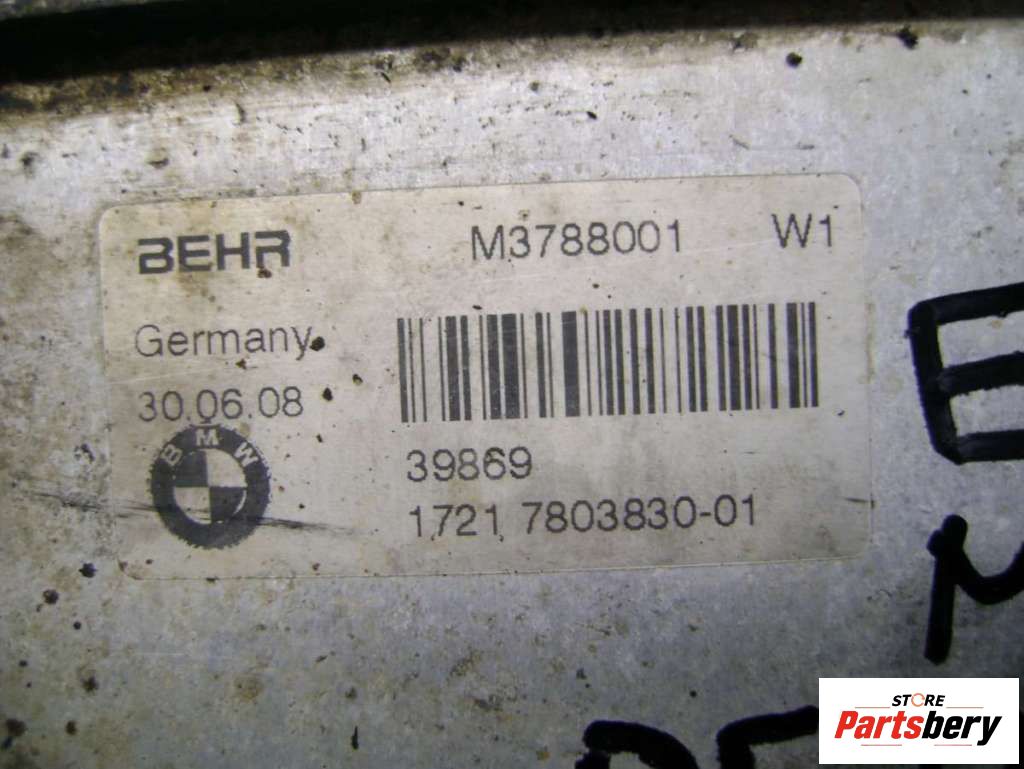 BEHR M3788001 W1
Germany
30.06.08
BMW
39869
1721 7803830-01
E
STORE
Partsbery